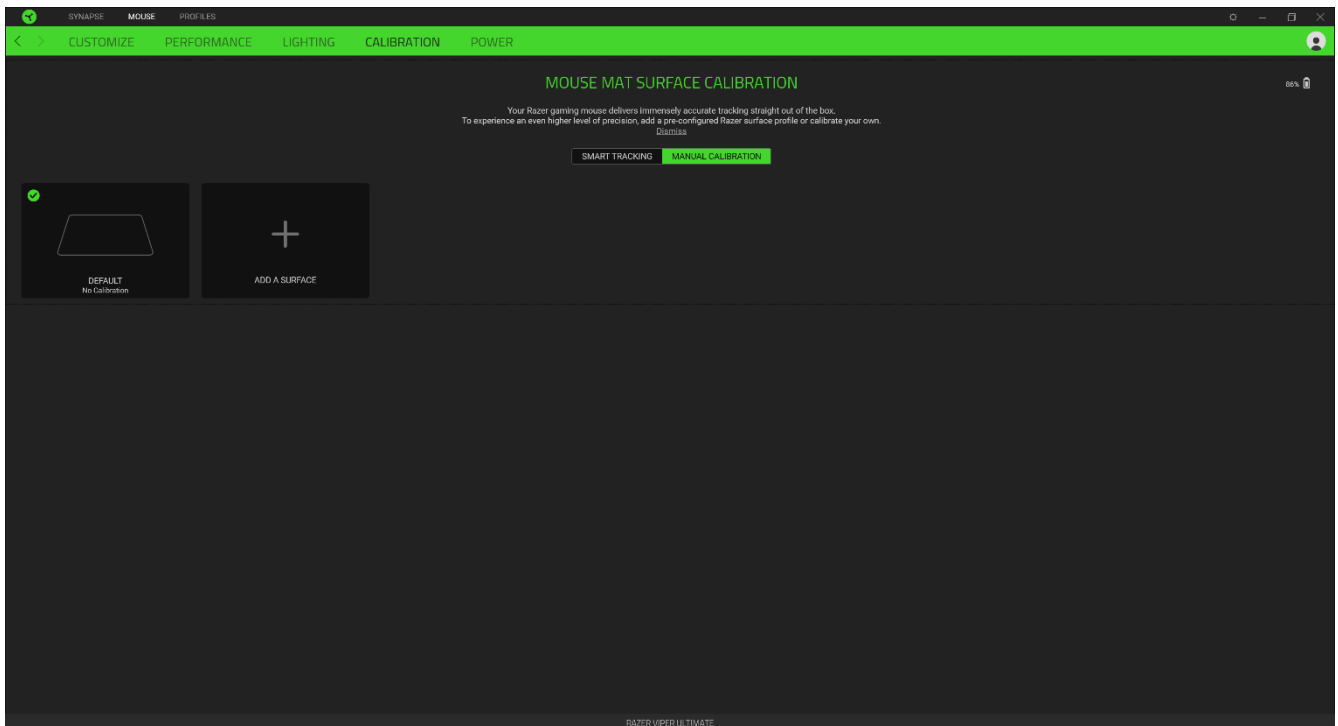 SYNAPSE MOUSE PROFILES
CUSTOMIZE PERFORMANCE LIGHTING CALIBRATION POWER
MOUSE MAT SURFACE CALIBRATION
86%
Your Razer gaming mouse delivers immensely accurate tracking straight out of the box.
To experience an even higher level of precision, add a pre-configured Razer surface profile or calibrate your own.
Dismiss
SMART TRACKING MANUAL CALIBRATION
DEFAULT
No Calibration
ADD A SURFACE
RAZER VIPER ULTIMATE